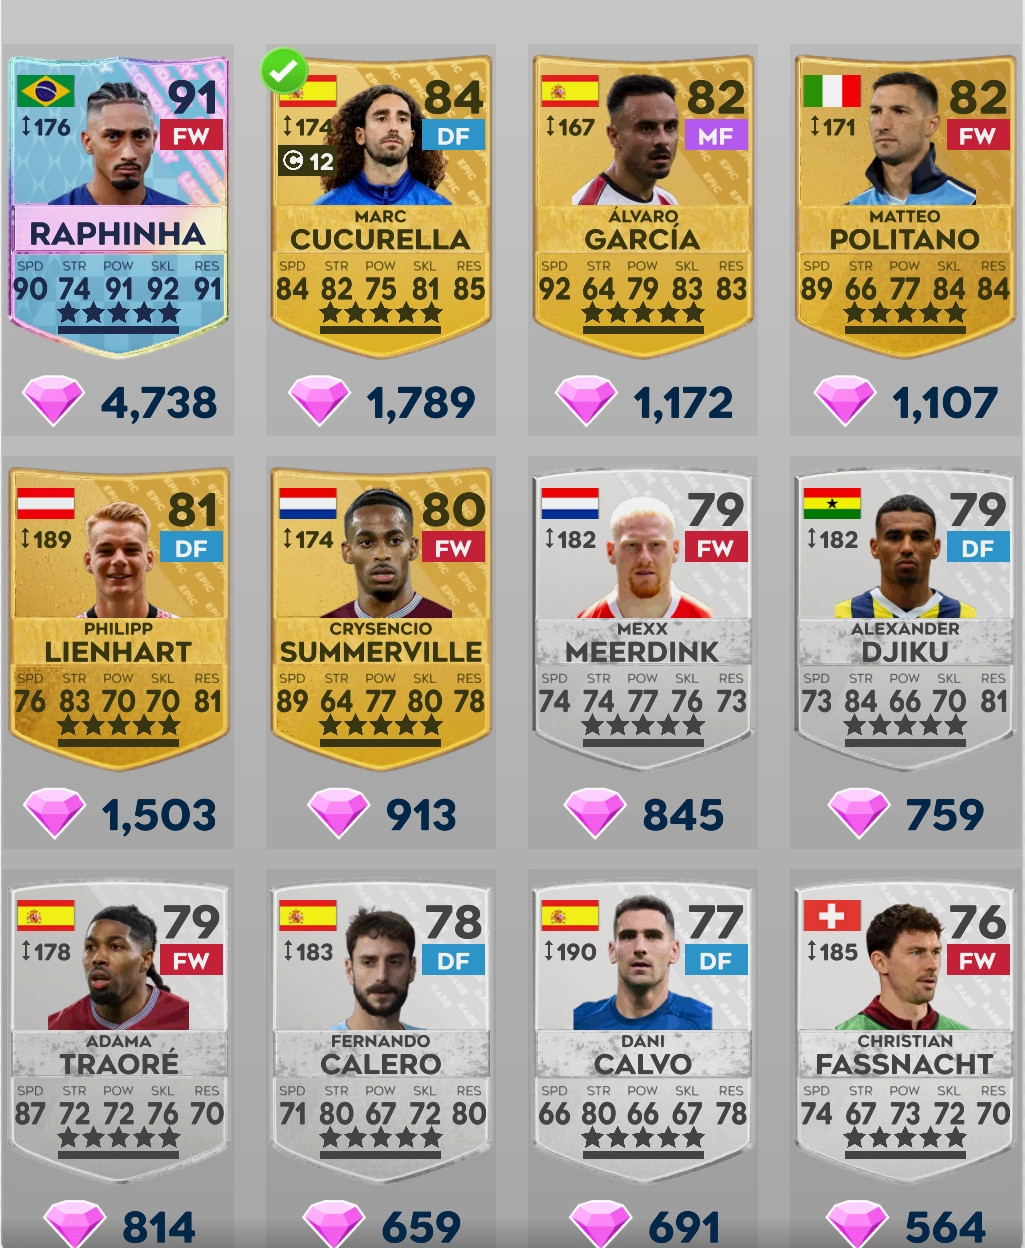 91
176
FW
RAPHINHA
SPD STR POW SKL RES
90 74 91 92 91
4,738
84
174
DF
© 12
MARC
CUCURELLA
SPD STR POW SKL RES
84 82 75 81 85
1,789
82
167
MF
ÁLVARO
GARCÍA
SPD STR POW SKL RES
92 64 79 83 83
1,172
82
171
FW
MATTEO
POLITANO
SPD STR POW SKL RES
89 66 77 84 84
1,107
81
189
DF
PHILIPP
LIENHART
SPD STR POW SKL RES
76 83 70 70 81
1,503
80
174
FW
CRYSENCIO
SUMMERVILLE
SPD STR POW SKL RES
89 64 77 80 78
913
79
182
FW
MEXX
MEERDINK
SPD STR POW SKL RES
74 74 77 76 73
845
79
182
DF
ALEXANDER
DJIKU
SPD STR POW SKL RES
73 84 66 70 81
759
79
178
FW
ADAMA
TRAORÉ
SPD STR POW SKL RES
87 72 72 76 70
814
78
183
DF
FERNANDO
CALERO
SPD STR POW SKL RES
71 80 67 72 80
659
77
190
DF
DANI
CALVO
SPD STR POW SKL RES
66 80 66 67 78
691
76
185
FW
CHRISTIAN
FASSNACHT
SPD STR POW SKL RES
74 67 73 72 70
564